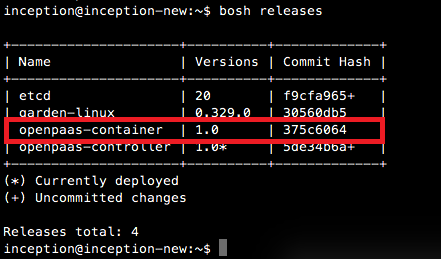 inception@inception-new:~$ bosh releases
+----------------------+-----------+-------------+
| Name                 | Versions  | Commit Hash |
+----------------------+-----------+-------------+
| etcd                 | 20        | f9cfa965+   |
| garden-linux         | 0.329.0   | 30560db5    |
| openpaas-container   | 1.0       | 375c6064    |
| openpaas-controller  | 1.0*      | 5de34bba+   |
+----------------------+-----------+-------------+
(*) Currently deployed
(+) Uncommitted changes
Releases total: 4
inception@inception-new:~$